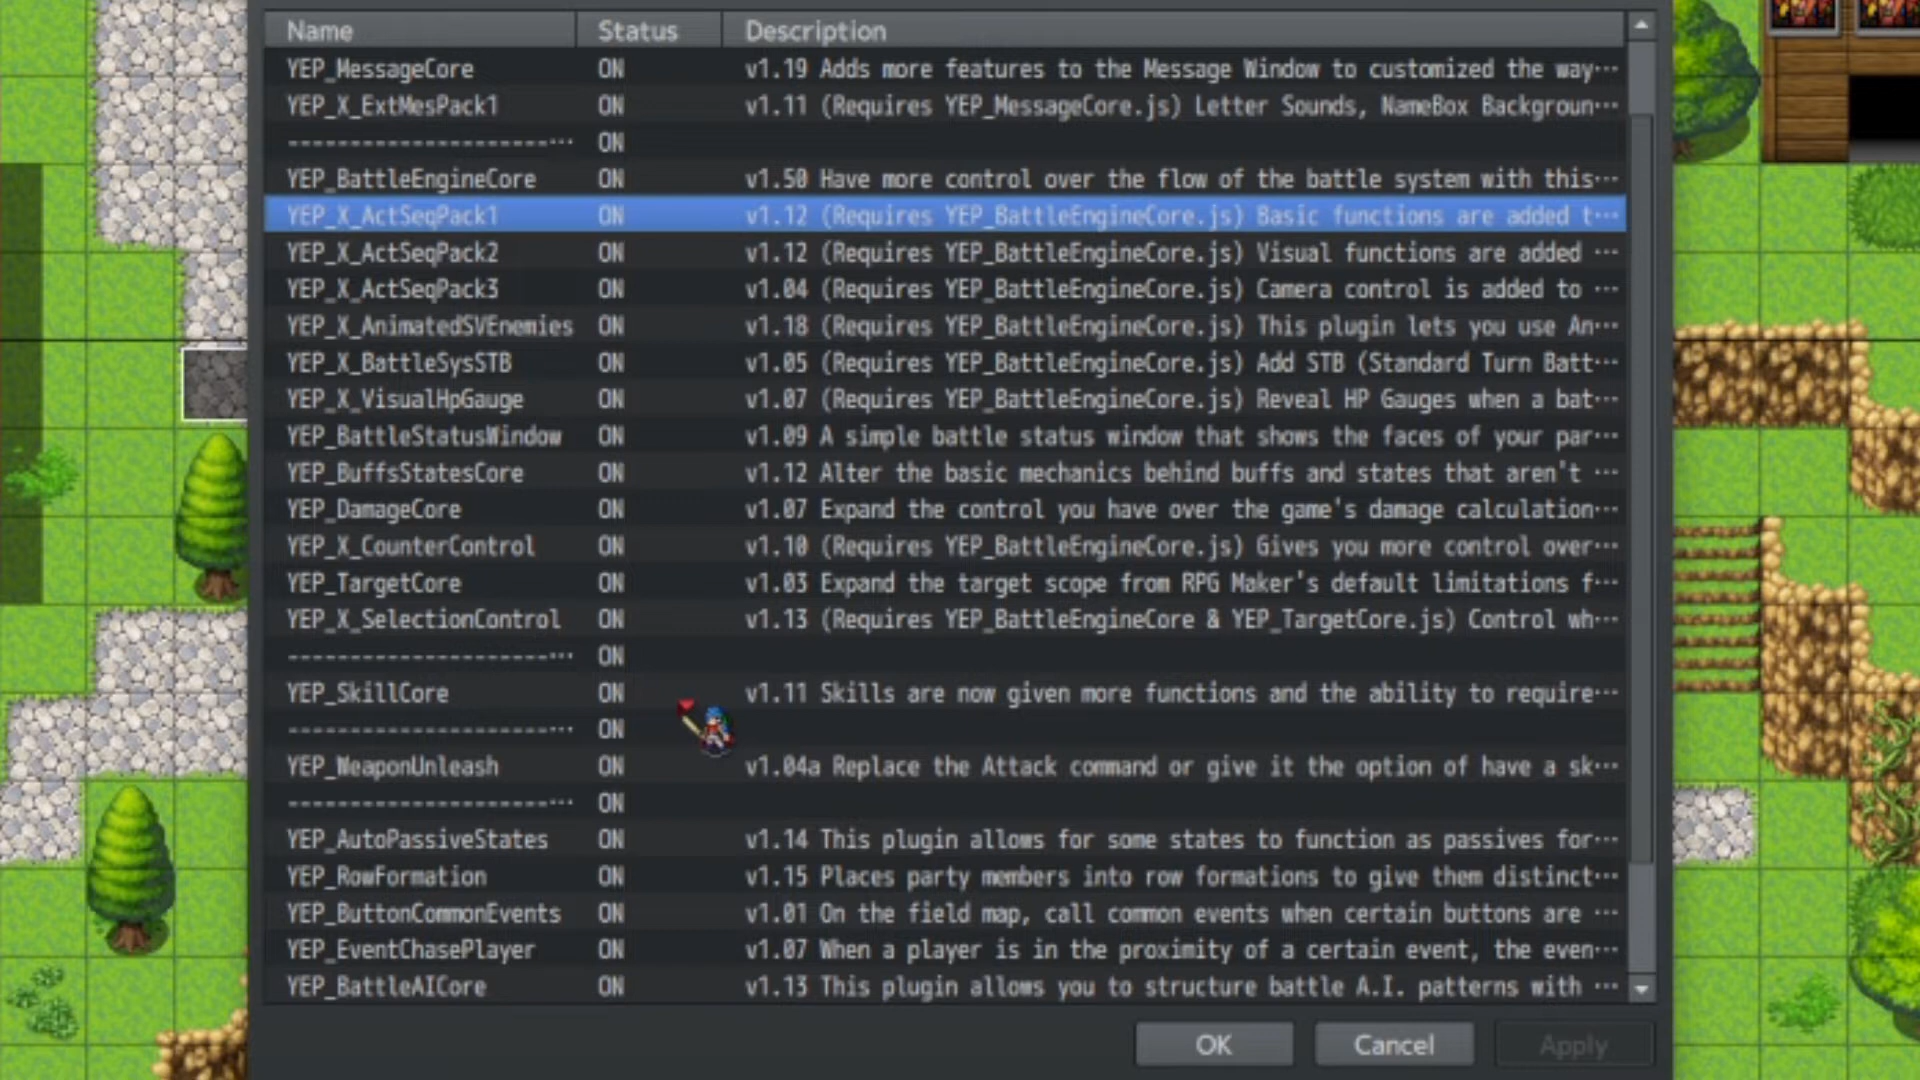 Name Status Description
YEP_MessageCore ON v1.19 Adds more features to the Message Window to customized the way···
YEP_X_ExtMesPack1 ON v1.11 (Requires YEP_MessageCore.js) Letter Sounds, NameBox Backgroun···
---------------------··· ON
YEP_BattleEngineCore ON v1.50 Have more control over the flow of the battle system with this···
YEP_X_ActSeqPack1 ON v1.12 (Requires YEP_BattleEngineCore.js) Basic functions are added t···
YEP_X_ActSeqPack2 ON v1.12 (Requires YEP_BattleEngineCore.js) Visual functions are added ···
YEP_X_ActSeqPack3 ON v1.04 (Requires YEP_BattleEngineCore.js) Camera control is added to ···
YEP_X_AnimatedSVEnemies ON v1.18 (Requires YEP_BattleEngineCore.js) This plugin lets you use An···
YEP_X_BattleSysSTB ON v1.05 (Requires YEP_BattleEngineCore.js) Add STB (Standard Turn Batt···
YEP_X_VisualHpGauge ON v1.07 (Requires YEP_BattleEngineCore.js) Reveal HP Gauges when a bat···
YEP_BattleStatusWindow ON v1.09 A simple battle status window that shows the faces of your par···
YEP_BuffsStatesCore ON v1.12 Alter the basic mechanics behind buffs and states that aren't ···
YEP_DamageCore ON v1.07 Expand the control you have over the game's damage calculation···
YEP_X_CounterControl ON v1.10 (Requires YEP_BattleEngineCore.js) Gives you more control over···
YEP_TargetCore ON v1.03 Expand the target scope from RPG Maker's default limitations f···
YEP_X_SelectionControl ON v1.13 (Requires YEP_BattleEngineCore & YEP_TargetCore.js) Control wh···
---------------------··· ON
YEP_SkillCore ON v1.11 Skills are now given more functions and the ability to require···
---------------------··· ON
YEP_WeaponUnleash ON v1.04a Replace the Attack command or give it the option of have a sk···
---------------------··· ON
YEP_AutoPassiveStates ON v1.14 This plugin allows for some states to function as passives for···
YEP_RowFormation ON v1.15 Places party members into row formations to give them distinct···
YEP_ButtonCommonEvents ON v1.01 On the field map, call common events when certain buttons are ···
YEP_EventChasePlayer ON v1.07 When a player is in the proximity of a certain event, the even···
YEP_BattleAICore ON v1.13 This plugin allows you to structure battle A.I. patterns with ···
OK Cancel Apply